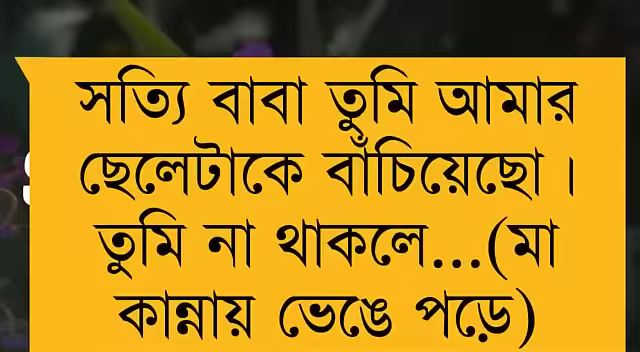 সত্যি বাবা তুমি আমার
ছেলেটাকে বাঁচিয়েছো।
তুমি না থাকলে...(মা
কান্নায় ভেঙে পড়ে)